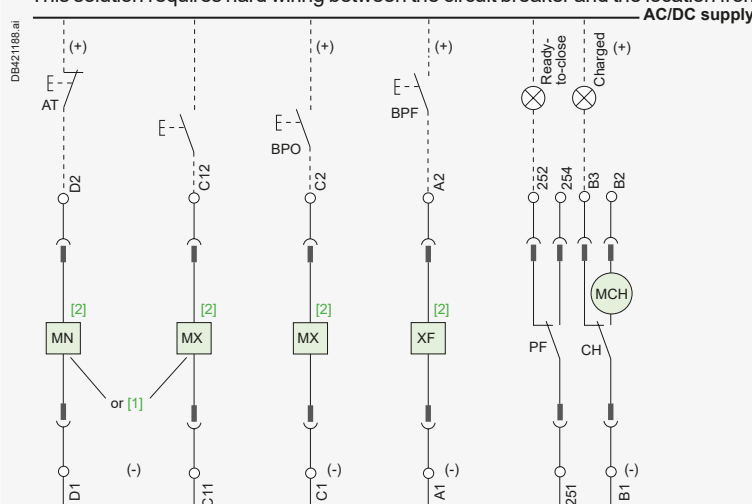 This solution requires hard wiring between the circuit breaker and the location from
AC/DC supply
DB421188.ai
(+) (+) (+) Ready-to-close Charged (+)
AT
BPO
BPF
D2 C12 C2 A2 252 254 B3 B2
[2] [2] [2] [2] MCH
MN MX MX XF PF CH
or [1]
(-) (-) (-) (-)
D1 C11 C1 A1 251 B1